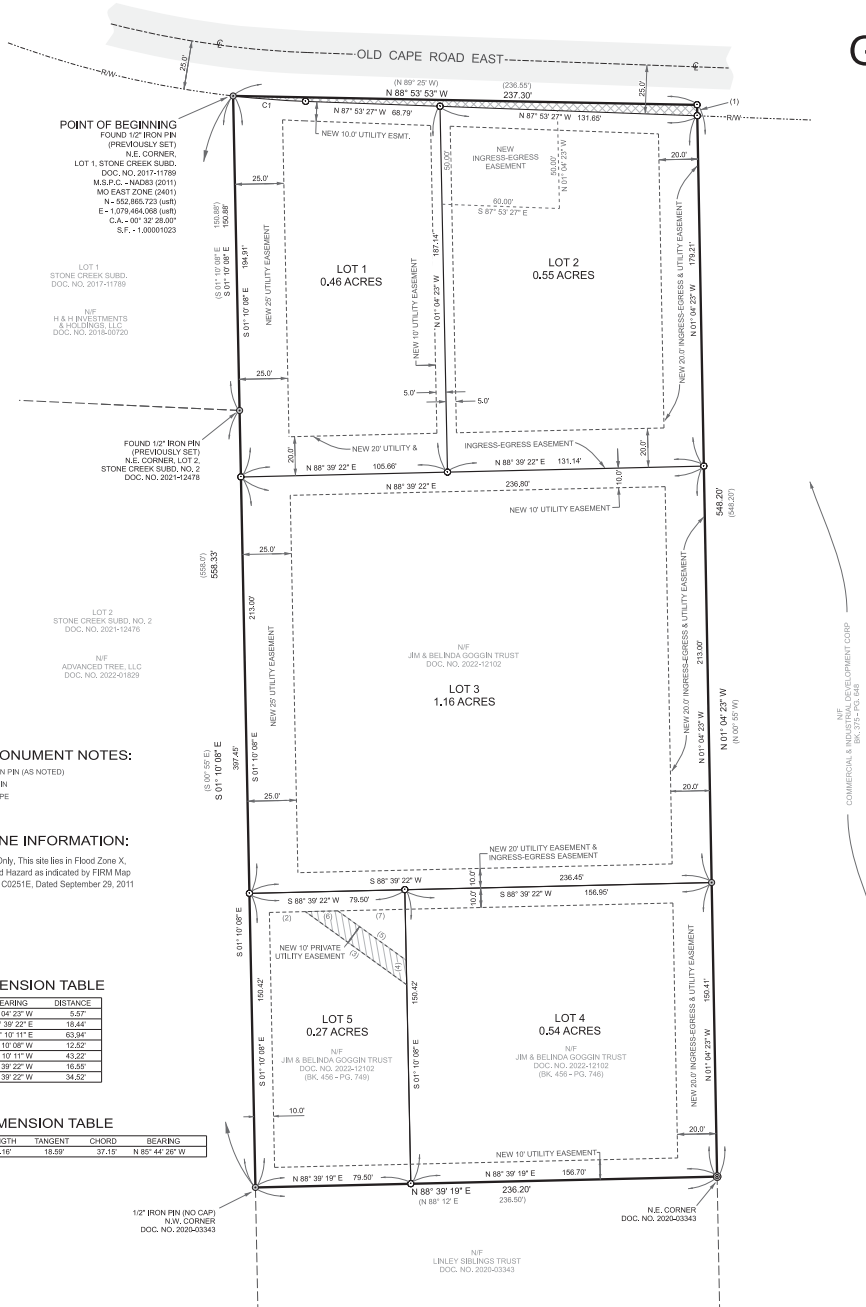 G
OLD CAPE ROAD EAST
℄
℄
R/W
25.0'
25.0'
(N 89° 25' W)
(236.55')
N 88° 53' 53" W
237.30'
(1)
R/W
C1
N 87° 53' 27" W 68.79'
N 87° 53' 27" W 131.65'
POINT OF BEGINNING
FOUND 1/2" IRON PIN
(PREVIOUSLY SET)
N.E. CORNER,
LOT 1, STONE CREEK SUBD.
DOC. NO. 2017-11789
M.S.P.C. - NAD83 (2011)
MO EAST ZONE (2401)
N - 552,865.723 (usft)
E - 1,079,464.068 (usft)
C.A. - 00° 32' 28.00"
S.F. - 1.00001023
NEW 10.0' UTILITY ESMT.
NEW
INGRESS-EGRESS
EASEMENT
50.00'
50.00'
N 01° 04' 23" W
60.00'
S 87° 53' 27" E
20.0'
25.0'
(150.88')
150.88'
(S 01° 10' 08" E)
S 01° 10' 08" E
194.91'
S 01° 10' 08" E
NEW 25' UTILITY EASEMENT
LOT 1
0.46 ACRES
NEW 10' UTILITY EASEMENT
187.14'
N 01° 04' 23" W
LOT 2
0.55 ACRES
NEW 20.0' INGRESS-EGRESS & UTILITY EASEMENT
179.21'
N 01° 04' 23" W
LOT 1
STONE CREEK SUBD.
DOC. NO. 2017-11789
N/F
H & H INVESTMENTS
& HOLDINGS, LLC
DOC. NO. 2018-00720
25.0'
5.0'
5.0'
FOUND 1/2" IRON PIN
(PREVIOUSLY SET)
N.E. CORNER, LOT 2,
STONE CREEK SUBD, NO. 2
DOC. NO. 2021-12478
20.0'
NEW 20' UTILITY &
INGRESS-EGRESS EASEMENT
20.0'
N 88° 39' 22" E 105.66'
N 88° 39' 22" E 131.14'
N 88° 39' 22" E 236.80'
10.0'
NEW 10' UTILITY EASEMENT
548.20'
(548.20')
(558.0')
558.33'
25.0'
213.00'
NEW 25' UTILITY EASEMENT
LOT 2
STONE CREEK SUBD, NO. 2
DOC. NO. 2021-12476
N/F
ADVANCED TREE, LLC
DOC. NO. 2022-01829
N/F
JIM & BELINDA GOGGIN TRUST
DOC. NO. 2022-12102
LOT 3
1.16 ACRES
NEW 20.0' INGRESS-EGRESS & UTILITY EASEMENT
213.00'
N 01° 04' 23" W
N 01° 04' 23" W
(N 00° 55' W)
N/F
COMMERCIAL & INDUSTRIAL DEVELOPMENT CORP
BK. 375 - PG. 648
(S 00° 55' E)
S 01° 10' 08" E
397.45'
S 01° 10' 08" E
25.0'
20.0'
ONUMENT NOTES:
N PIN (AS NOTED)
IN
PE
NE INFORMATION:
Only, This site lies in Flood Zone X,
d Hazard as indicated by FIRM Map
C0251E, Dated September 29, 2011
NEW 20' UTILITY EASEMENT &
INGRESS-EGRESS EASEMENT
10.0'
10.0'
S 88° 39' 22" W 236.45'
S 88° 39' 22" W 79.50'
S 88° 39' 22" W 156.95'
(2)
(6)
(7)
(5)
(3)
(4)
NEW 10' PRIVATE
UTILITY EASEMENT
S 01° 10' 08" E
150.42'
S 01° 10' 08" E
150.42'
S 01° 10' 08" E
LOT 5
0.27 ACRES
N/F
JIM & BELINDA GOGGIN TRUST
DOC. NO. 2022-12102
(BK. 456 - PG. 749)
LOT 4
0.54 ACRES
N/F
JIM & BELINDA GOGGIN TRUST
DOC. NO. 2022-12102
(BK. 456 - PG. 746)
NEW 20.0' INGRESS-EGRESS & UTILITY EASEMENT
150.41'
N 01° 04' 23" W
ENSION TABLE
EARING DISTANCE
04' 23" W 5.57'
39' 22" E 18.44'
10' 11" E 63.94'
10' 08" W 12.52'
10' 11" W 43.22'
39' 22" W 16.55'
39' 22" W 34.52'
MENSION TABLE
GTH TANGENT CHORD BEARING
.16' 18.59' 37.15' N 85° 44' 26" W
10.0'
20.0'
NEW 10' UTILITY EASEMENT
N 88° 39' 19" E 79.50'
N 88° 39' 19" E 156.70'
N 88° 39' 19" E 236.20'
(N 88° 12' E 236.50')
1/2" IRON PIN (NO CAP)
N.W. CORNER
DOC. NO. 2020-03343
N.E. CORNER
DOC. NO. 2020-03343
N/F
LINLEY SIBLINGS TRUST
DOC. NO. 2020-03343